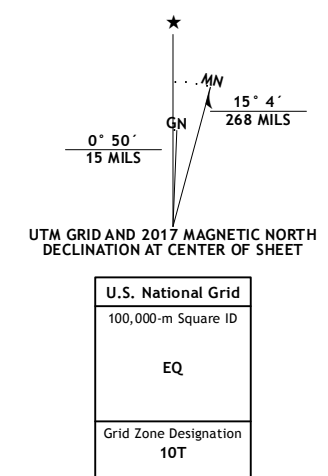 ★
MN
15° 4´
268 MILS
GN
0° 50´
15 MILS
UTM GRID AND 2017 MAGNETIC NORTH
DECLINATION AT CENTER OF SHEET
U.S. National Grid
100,000-m Square ID
EQ
Grid Zone Designation
10T